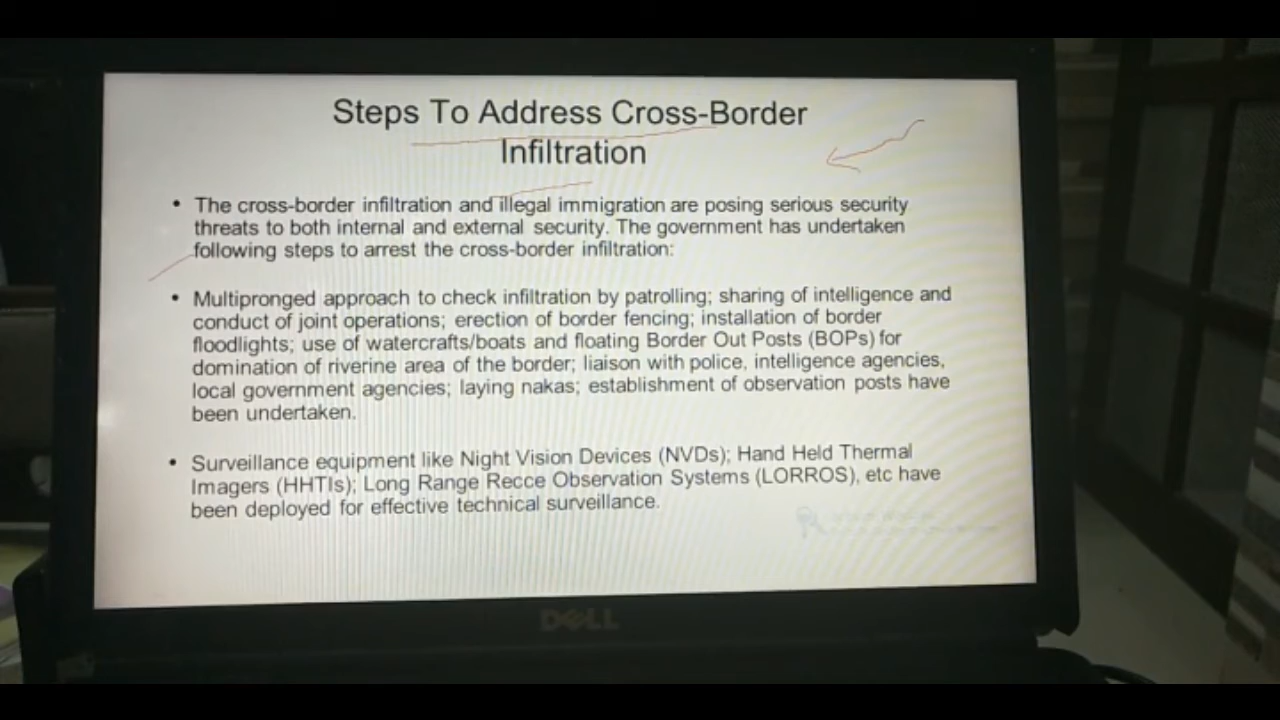 Steps To Address Cross-Border
Infiltration
• The cross-border infiltration and illegal immigration are posing serious security
threats to both internal and external security. The government has undertaken
following steps to arrest the cross-border infiltration:
• Multipronged approach to check infiltration by patrolling; sharing of intelligence and
conduct of joint operations; erection of border fencing; installation of border
floodlights; use of watercrafts/boats and floating Border Out Posts (BOPs) for
domination of riverine area of the border; liaison with police, intelligence agencies,
local government agencies; laying nakas; establishment of observation posts have
been undertaken.
• Surveillance equipment like Night Vision Devices (NVDs); Hand Held Thermal
Imagers (HHTIs); Long Range Recce Observation Systems (LORROS), etc have
been deployed for effective technical surveillance.
DELL